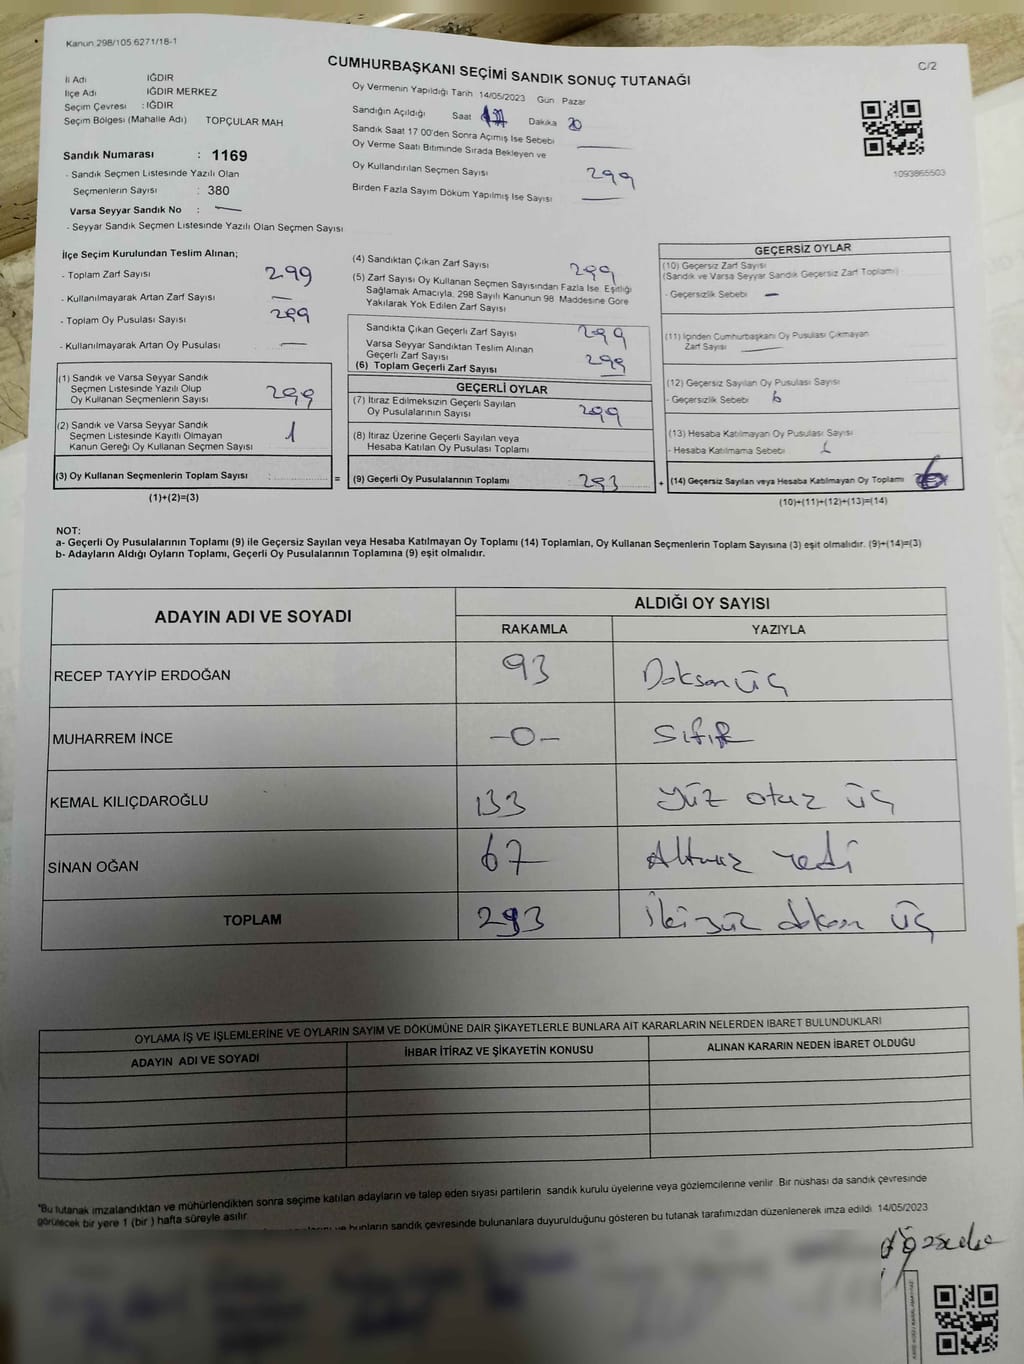 Kanun 298/105 6271/18-1
CUMHURBAŞKANI SEÇİMİ SANDIK SONUÇ TUTANAĞI
C/2
İl Adı IĞDIR
İlçe Adı IĞDIR MERKEZ
Seçim Çevresi : IĞDIR
Seçim Bölgesi (Mahalle Adı) TOPÇULAR MAH
Sandık Numarası : 1169
- Sandık Seçmen Listesinde Yazılı Olan
Seçmenlerin Sayısı : 380
Varsa Seyyar Sandık No : —
- Seyyar Sandık Seçmen Listesinde Yazılı Olan Seçmen Sayısı
Oy Vermenin Yapıldığı Tarih 14/05/2023 Gün Pazar
Sandığın Açıldığı Saat Dakika 20
Sandık Saat 17 00'den Sonra Açımış İse Sebebi —
Oy Verme Saati Bitiminde Sırada Bekleyen ve
Oy Kullandırılan Seçmen Sayısı 299
Birden Fazla Sayım Döküm Yapılmış İse Sayısı —
1093865503
İlçe Seçim Kurulundan Teslim Alınan;
- Toplam Zarf Sayısı 299
- Kullanılmayarak Artan Zarf Sayısı —
- Toplam Oy Pusulası Sayısı 299
- Kullanılmayarak Artan Oy Pusulası —
(1) Sandık ve Varsa Seyyar Sandık
Seçmen Listesinde Yazılı Olup
Oy Kullanan Seçmenlerin Sayısı 299
(2) Sandık ve Varsa Seyyar Sandık
Seçmen Listesinde Kayıtlı Olmayan
Kanun Gereği Oy Kullanan Seçmen Sayısı 1
(3) Oy Kullanan Seçmenlerin Toplam Sayısı
(1)+(2)=(3)
(4) Sandıktan Çıkan Zarf Sayısı 299
(5) Zarf Sayısı Oy Kullanan Seçmen Sayısından Fazla İse Eşitliği
Sağlamak Amacıyla, 298 Sayılı Kanunun 98 Maddesine Göre
Yakılarak Yok Edilen Zarf Sayısı
Sandıkta Çıkan Geçerli Zarf Sayısı 299
Varsa Seyyar Sandıktan Teslim Alınan
Geçerli Zarf Sayısı 299
(6) Toplam Geçerli Zarf Sayısı
GEÇERLİ OYLAR
(7) İtiraz Edilmeksizin Geçerli Sayılan
Oy Pusulalarının Sayısı 299
(8) İtiraz Üzerine Geçerli Sayılan veya
Hesaba Katılan Oy Pusulaları Toplamı
= (9) Geçerli Oy Pusulalarının Toplamı 293
GEÇERSİZ OYLAR
(10) Geçersiz Zarf Sayısı
(Sandık ve Varsa Seyyar Sandık Geçersiz Zarf Toplamı)
- Geçersizlik Sebebi —
(11) İçinden Cumhurbaşkanı Oy Pusulası Çıkmayan
Zarf Sayısı —
(12) Geçersiz Sayılan Oy Pusulası Sayısı
- Geçersizlik Sebebi 6
(13) Hesaba Katılmayan Oy Pusulası Sayısı
- Hesaba Katılmama Sebebi
+ (14) Geçersiz Sayılan veya Hesaba Katılmayan Oy Toplamı 6
(10)+(11)+(12)+(13)=(14)
NOT:
a- Geçerli Oy Pusulalarının Toplamı (9) ile Geçersiz Sayılan veya Hesaba Katılmayan Oy Toplamı (14) Toplamları, Oy Kullanan Seçmenlerin Toplam Sayısına (3) eşit olmalıdır. (9)+(14)=(3)
b- Adayların Aldığı Oyların Toplamı, Geçerli Oy Pusulalarının Toplamına (9) eşit olmalıdır.
ADAYIN ADI VE SOYADI
ALDIĞI OY SAYISI
RAKAMLA YAZIYLA
RECEP TAYYİP ERDOĞAN 93 Doksan üç
MUHARREM İNCE -0- Sıfır
KEMAL KILIÇDAROĞLU 133 Yüz otuz üç
SİNAN OĞAN 67 Altmız yedi
TOPLAM 293 İkiyüz doksan üç
OYLAMA İŞ VE İŞLEMLERİNE VE OYLARIN SAYIM VE DÖKÜMÜNE DAİR ŞİKAYETLERLE BUNLARA AİT KARARLARIN NELERDEN İBARET BULUNDUKLARI
ADAYIN ADI VE SOYADI İHBAR İTİRAZ VE ŞİKAYETİN KONUSU ALINAN KARARIN NEDEN İBARET OLDUĞU
"Bu tutanak imzalandıktan ve mühürlendikten sonra seçime katılan adayların ve talep eden siyasi partilerin sandık kurulu üyelerine veya gözlemcilerine verilir Bir nüshası da sandık çevresinde
görülecek bir yere 1 (bir ) hafta süreyle asılır
bunların sandık çevresinde bulunanlara duyurulduğunu gösteren bu tutanak tarafımızdan düzenlenerek imza edildi 14/05/2023